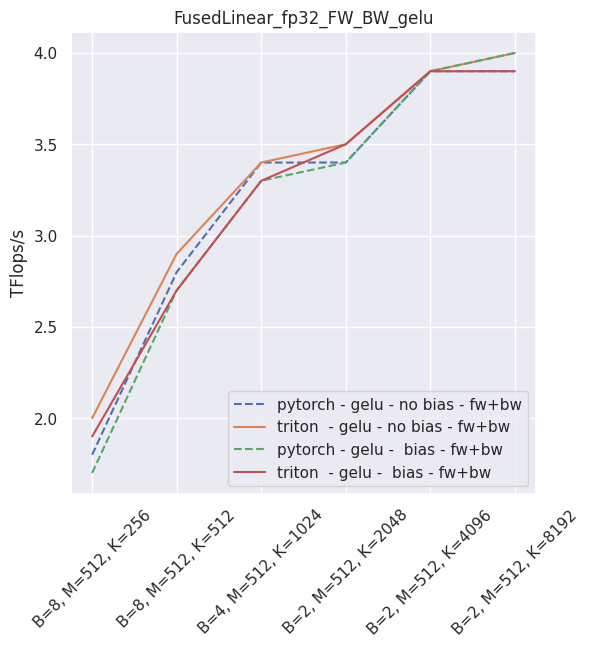 FusedLinear_fp32_FW_BW_gelu
TFlops/s
4.0
3.5
3.0
2.5
2.0
pytorch - gelu - no bias - fw+bw
triton  - gelu - no bias - fw+bw
pytorch - gelu -  bias - fw+bw
triton  - gelu -  bias - fw+bw
B=8, M=512, K=256
B=8, M=512, K=512
B=4, M=512, K=1024
B=2, M=512, K=2048
B=2, M=512, K=4096
B=2, M=512, K=8192